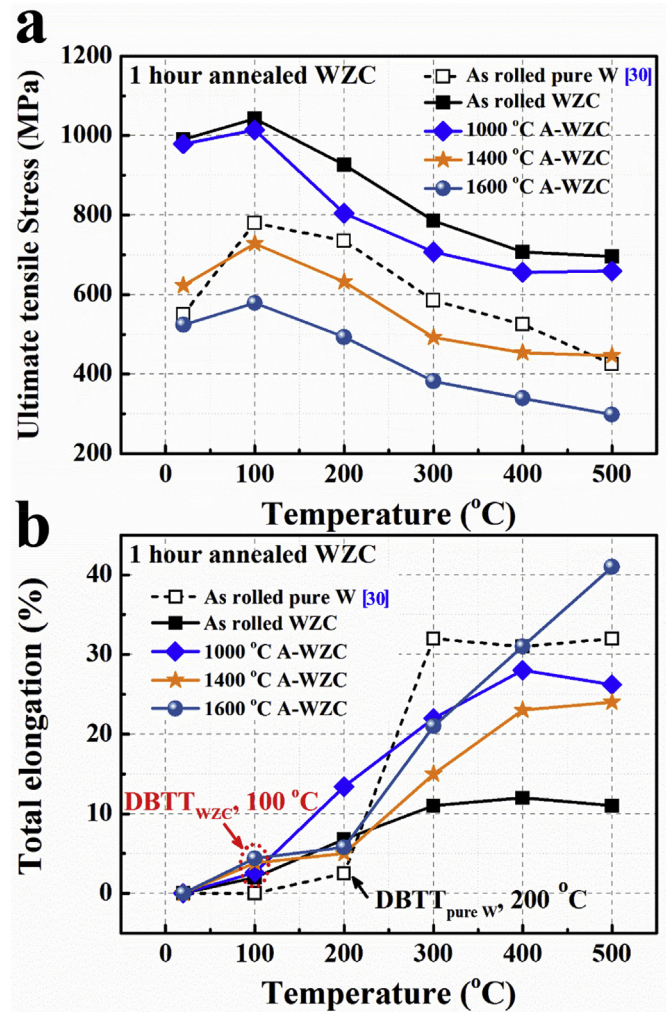 a
1 hour annealed WZC
As rolled pure W [30]
As rolled WZC
1000 °C A-WZC
1400 °C A-WZC
1600 °C A-WZC
Ultimate tensile Stress (MPa)
1200
1000
800
600
400
200
0 100 200 300 400 500
Temperature (°C)
b
1 hour annealed WZC
As rolled pure W [30]
As rolled WZC
1000 °C A-WZC
1400 °C A-WZC
1600 °C A-WZC
DBTT_WZC, 100 °C
DBTT_pure W, 200 °C
Total elongation (%)
40
30
20
10
0
0 100 200 300 400 500
Temperature (°C)